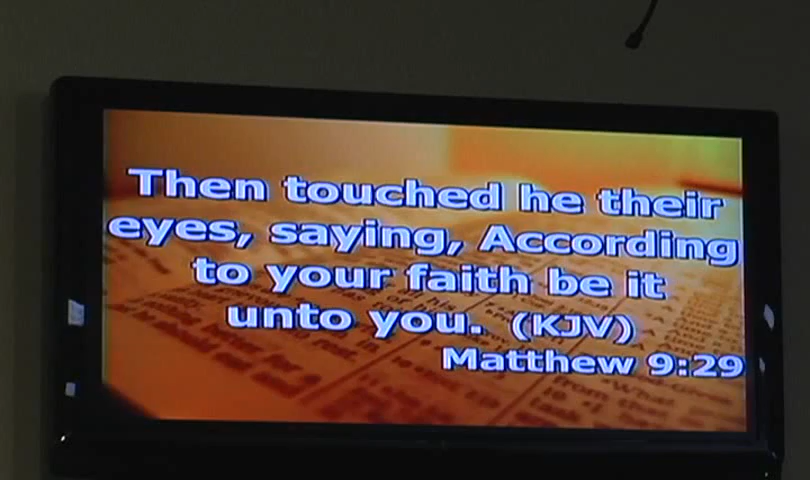 Then touched he their
eyes, saying, According
to your faith be it
unto you. (KJV)
Matthew 9:29